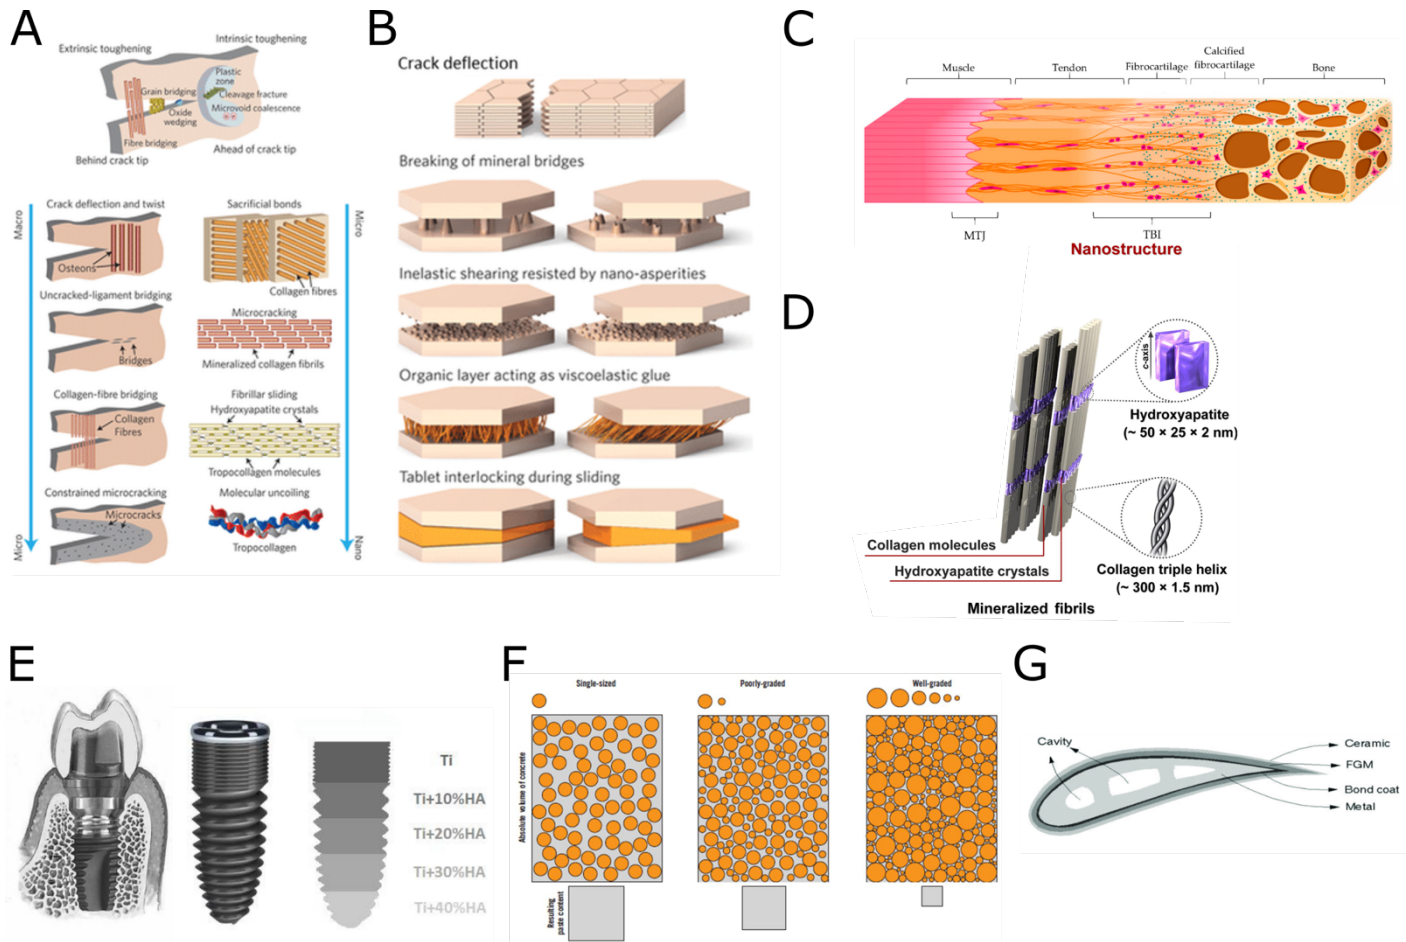 A
Extrinsic toughening
Intrinsic toughening
Plastic
zone
Grain bridging
Cleavage fracture
Oxide
wedging
Microvoid coalescence
Fibre bridging
Behind crack tip
Ahead of crack tip
Macro
Crack deflection and twist
Osteons
Uncracked-ligament bridging
Bridges
Collagen-fibre bridging
Collagen
Fibres
Constrained microcracking
Microcracks
Micro
Sacrificial bonds
Micro
Collagen fibres
Microcracking
Mineralized collagen fibrils
Fibrillar sliding
Hydroxyapatite crystals
Tropocollagen molecules
Molecular uncoiling
Tropocollagen
Nano
B
Crack deflection
Breaking of mineral bridges
Inelastic shearing resisted by nano-asperities
Organic layer acting as viscoelastic glue
Tablet interlocking during sliding
C
Muscle
Tendon
Fibrocartilage
Calcified
fibrocartilage
Bone
MTJ
TBI
Nanostructure
D
c-axis
Hydroxyapatite
(~ 50 × 25 × 2 nm)
Collagen molecules
Hydroxyapatite crystals
Collagen triple helix
(~ 300 × 1.5 nm)
Mineralized fibrils
E
Ti
Ti+10%HA
Ti+20%HA
Ti+30%HA
Ti+40%HA
F
Single-sized
Poorly-graded
Well-graded
Absolute volume of concrete
Resulting
paste content
G
Cavity
Ceramic
FGM
Bond coat
Metal